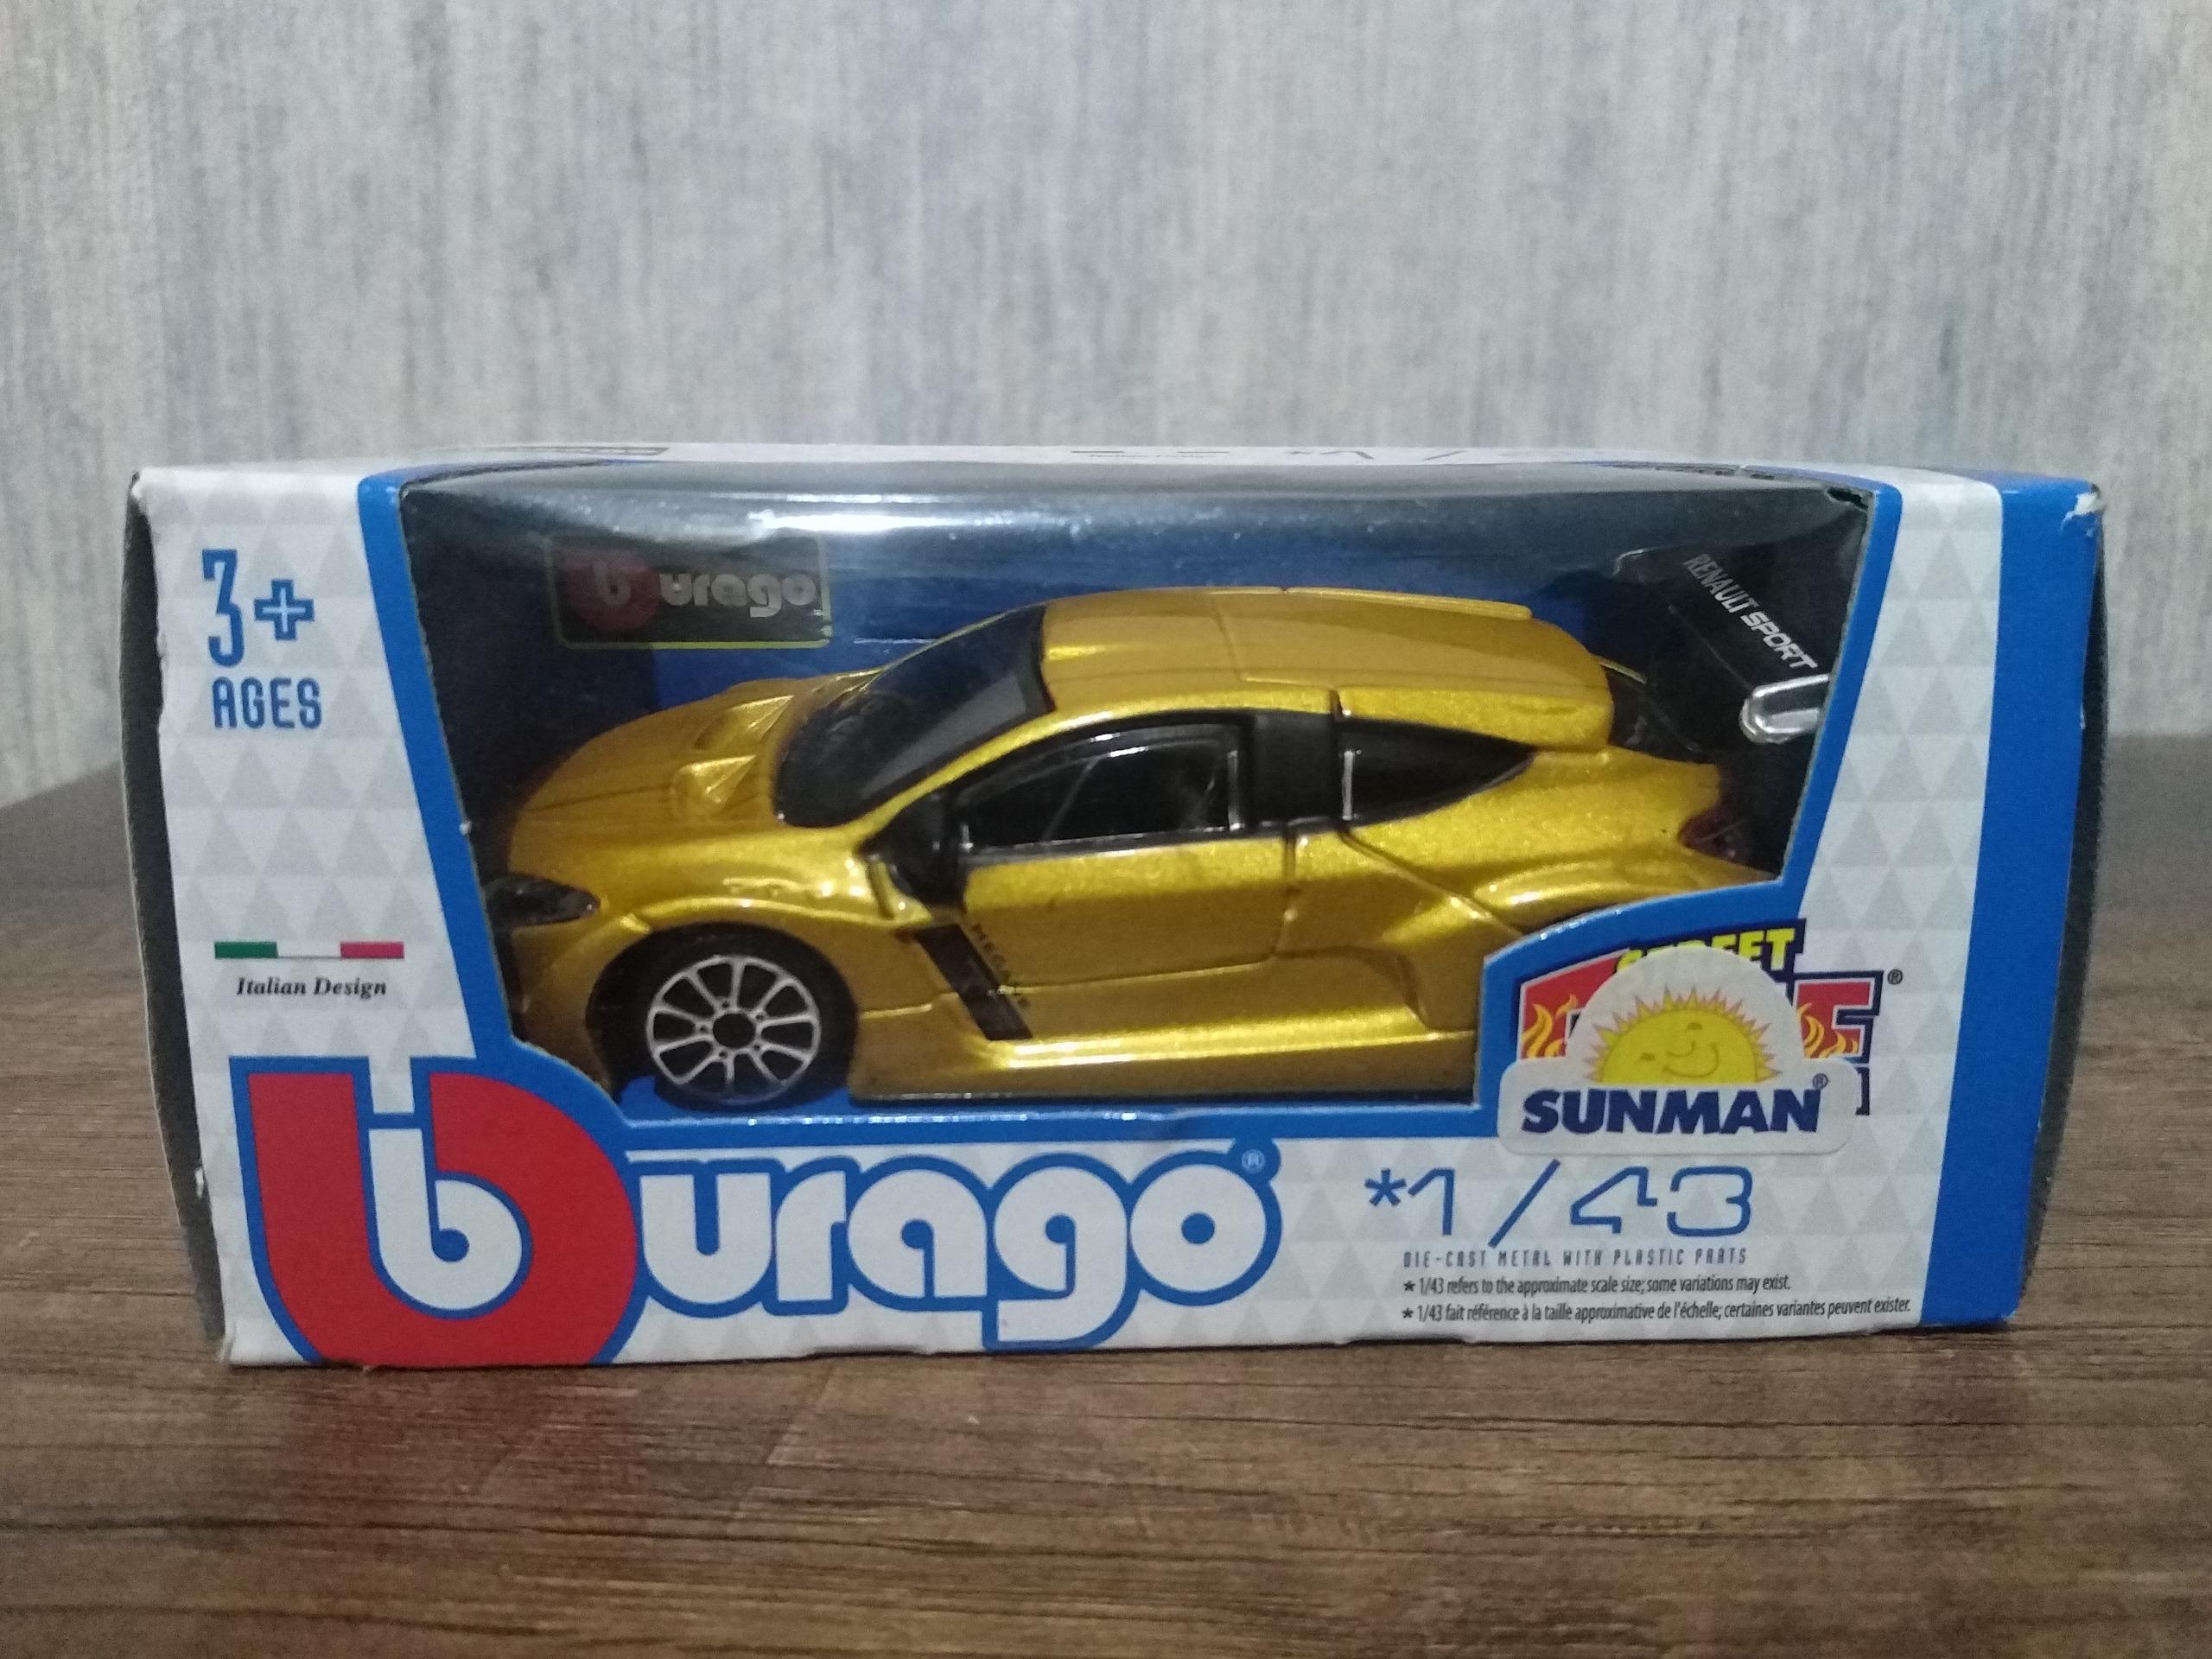 3+
AGES
burago
RENAULT SPORT
MEGANE
Italian Design
STREET
SUNMAN®
burago®
*1/43
DIE-CAST METAL WITH PLASTIC PARTS
* 1/43 refers to the approximate scale size; some variations may exist.
* 1/43 fait référence à la taille approximative de l'échelle; certaines variantes peuvent exister.